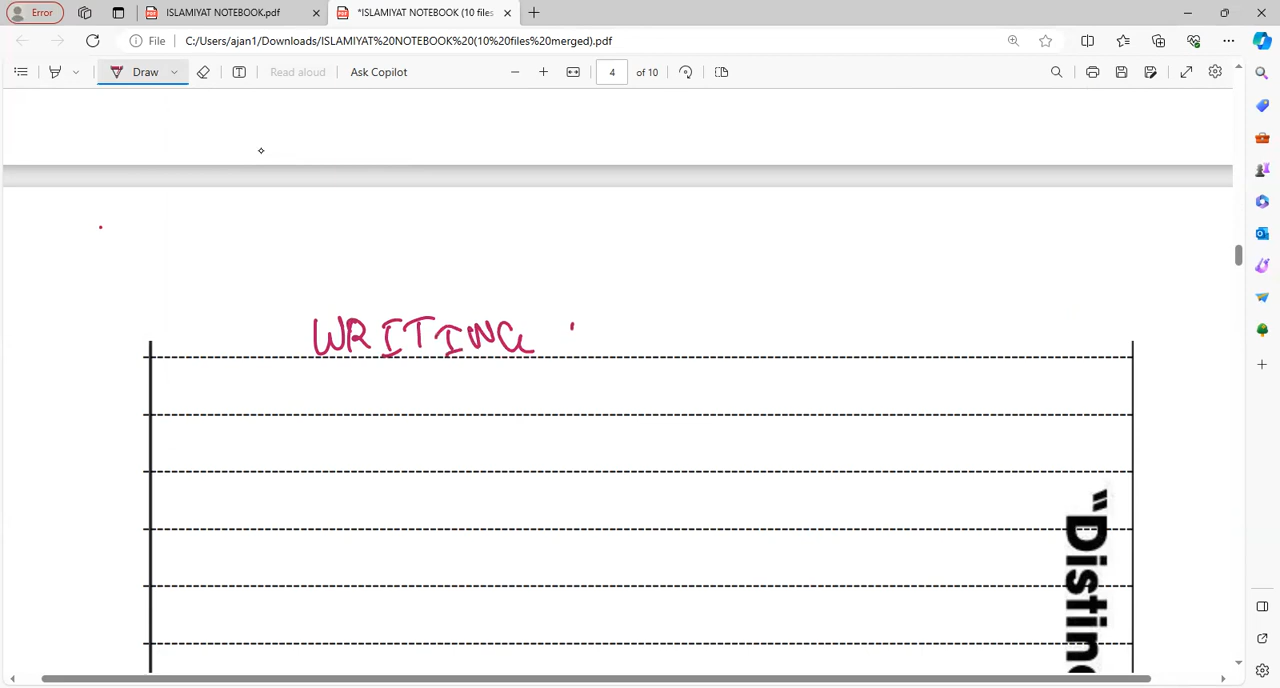 Error
ISLAMIYAT NOTEBOOK.pdf
*ISLAMIYAT NOTEBOOK (10 files
File C:/Users/ajan1/Downloads/ISLAMIYAT%20NOTEBOOK%20(10%20files%20merged).pdf
Draw Read aloud Ask Copilot 4 of 10
WRITING
"Distinc